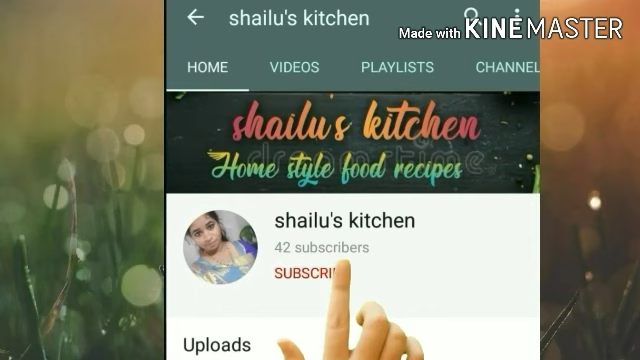 shailu's kitchen
Made with KINEMASTER
HOME VIDEOS PLAYLISTS CHANNEL
shailu's kitchen
Home style food recipes
dreamstime
shailu's kitchen
42 subscribers
SUBSCRI
Uploads